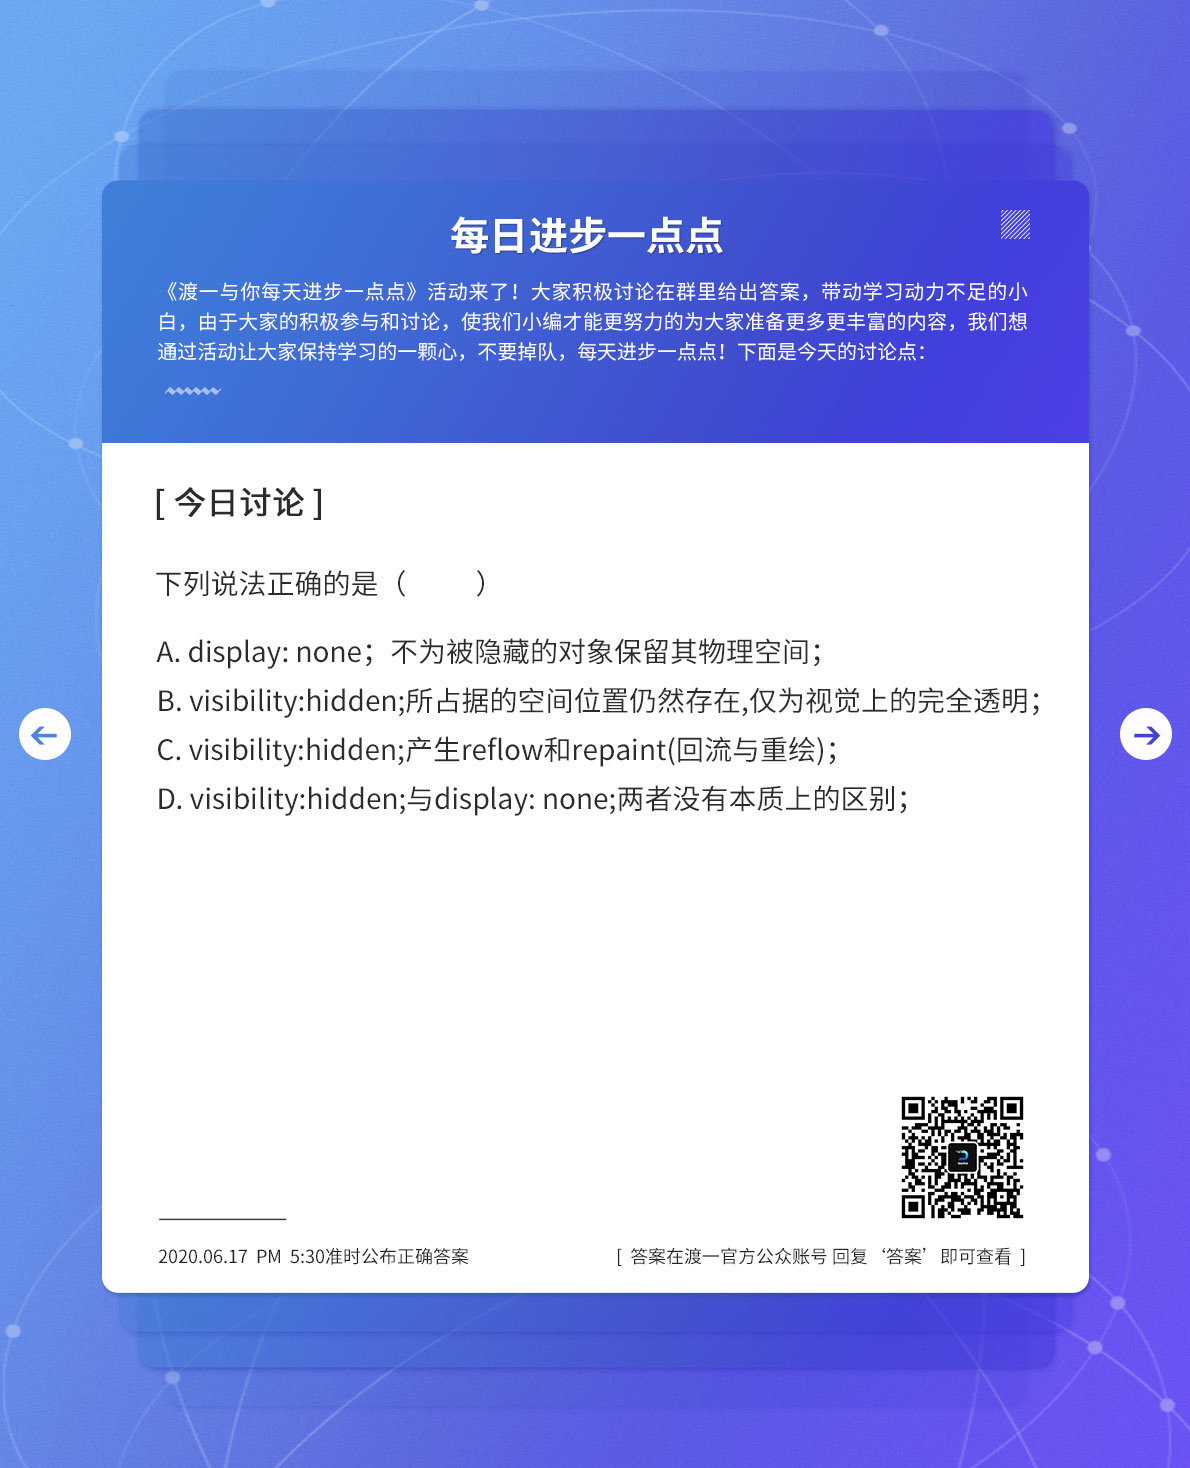 每日进步一点点
《渡一与你每天进步一点点》活动来了！大家积极讨论在群里给出答案，带动学习动力不足的小
白，由于大家的积极参与和讨论，使我们小编才能更努力的为大家准备更多更丰富的内容，我们想
通过活动让大家保持学习的一颗心，不要掉队，每天进步一点点！下面是今天的讨论点：
[ 今日讨论 ]
下列说法正确的是（　　）
A. display: none；不为被隐藏的对象保留其物理空间；
B. visibility:hidden;所占据的空间位置仍然存在,仅为视觉上的完全透明；
C. visibility:hidden;产生reflow和repaint(回流与重绘)；
D. visibility:hidden;与display: none;两者没有本质上的区别；
2020.06.17 PM 5:30准时公布正确答案
[ 答案在渡一官方公众账号 回复‘答案’即可查看 ]